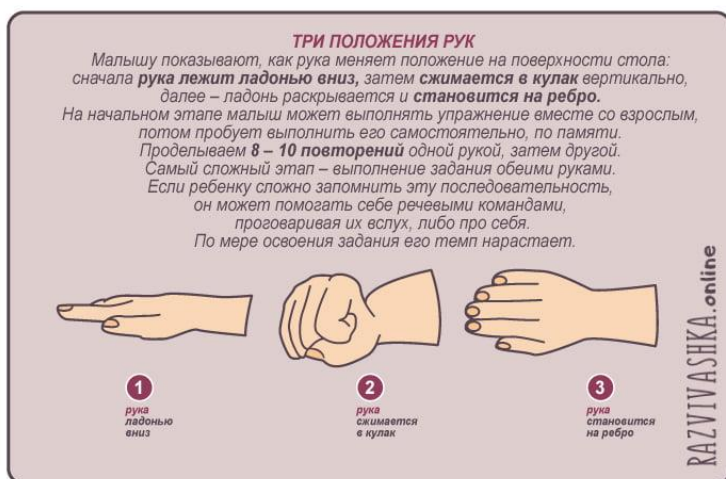 ТРИ ПОЛОЖЕНИЯ РУК
Малышу показывают, как рука меняет положение на поверхности стола:
сначала рука лежит ладонью вниз, затем сжимается в кулак вертикально,
далее – ладонь раскрывается и становится на ребро.
На начальном этапе малыш может выполнять упражнение вместе со взрослым,
потом пробует выполнить его самостоятельно, по памяти.
Проделываем 8 – 10 повторений одной рукой, затем другой.
Самый сложный этап – выполнение задания обеими руками.
Если ребенку сложно запомнить эту последовательность,
он может помогать себе речевыми командами,
проговаривая их вслух, либо про себя.
По мере освоения задания его темп нарастает.
1
рука
ладонью
вниз
2
рука
сжимается
в кулак
3
рука
становится
на ребро
RAZVIVASHKA.online